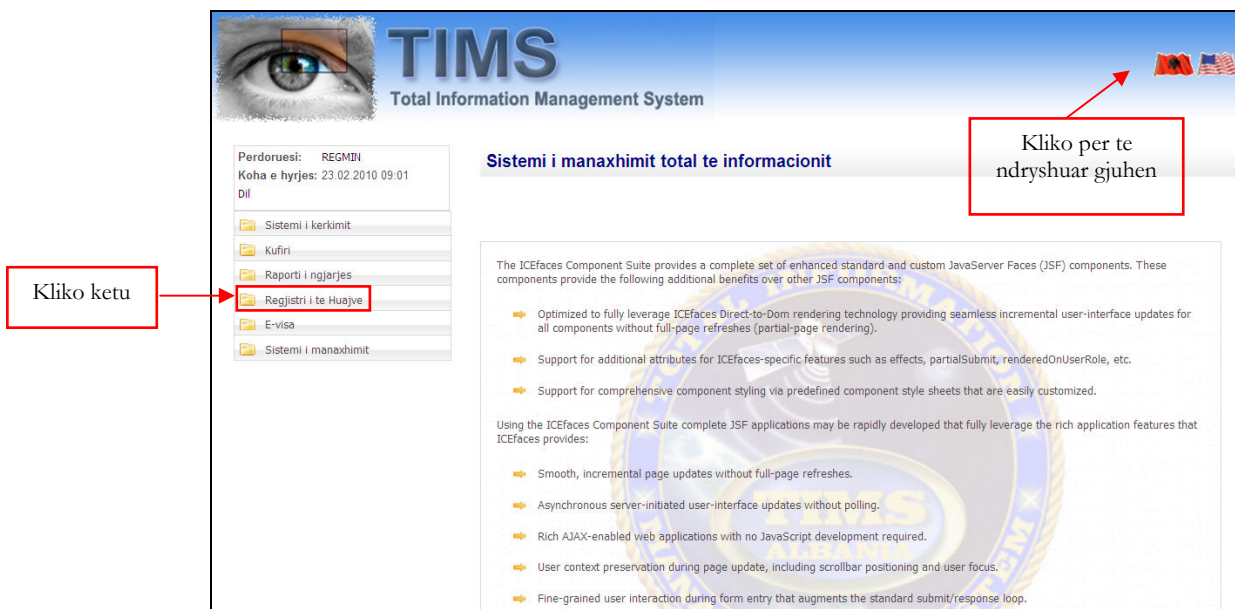 TIMS
Total Information Management System
Kliko per te
ndryshuar gjuhen
Perdoruesi: REGMIN
Koha e hyrjes: 23.02.2010 09:01
Dil
Sistemi i manaxhimit total te informacionit
Sistemi i kerkimit
Kufiri
Raporti i ngjarjes
Regjistri i te Huajve
E-visa
Sistemi i manaxhimit
Kliko ketu
The ICEfaces Component Suite provides a complete set of enhanced standard and custom JavaServer Faces (JSF) components. These
components provide the following additional benefits over other JSF components:
Optimized to fully leverage ICEfaces Direct-to-Dom rendering technology providing seamless incremental user-interface updates for
all components without full-page refreshes (partial-page rendering).
Support for additional attributes for ICEfaces-specific features such as effects, partialSubmit, renderedOnUserRole, etc.
Support for comprehensive component styling via predefined component style sheets that are easily customized.
Using the ICEfaces Component Suite complete JSF applications may be rapidly developed that fully leverage the rich application features that
ICEfaces provides:
Smooth, incremental page updates without full-page refreshes.
Asynchronous server-initiated user-interface updates without polling.
Rich AJAX-enabled web applications with no JavaScript development required.
User context preservation during page update, including scrollbar positioning and user focus.
Fine-grained user interaction during form entry that augments the standard submit/response loop.
TOTAL INFORMATION MANAGEMENT SYSTEM
TIMS
ALBANIA